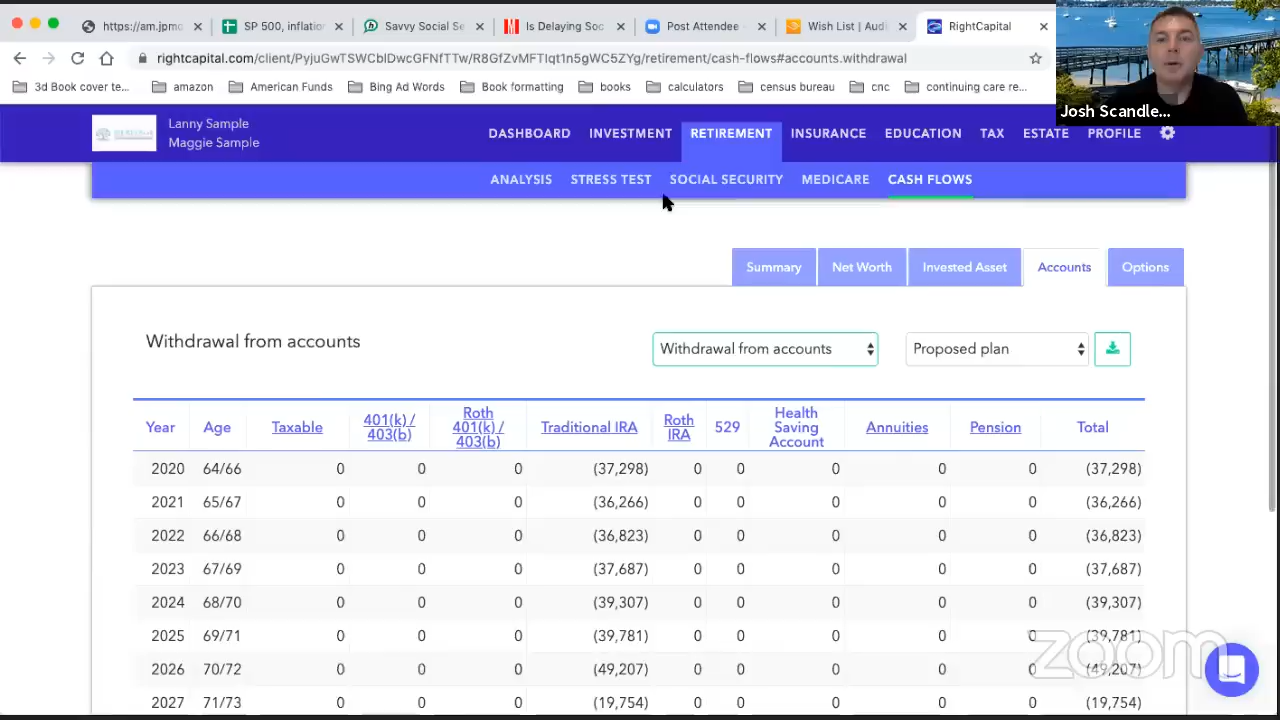 https://am.jpmc
SP 500, inflatio
Savvy Social Se
Is Delaying Soc
Post Attendee
Wish List | Audi
RightCapital
rightcapital.com/client/PyjuGwTSWCbIDwcGFNfTTw/R8GfZvMFTIqt1n5gWC5ZYg/retirement/cash-flows#accounts.withdrawal
3d Book cover te...
amazon
American Funds
Bing Ad Words
Book formatting
books
calculators
census bureau
cnc
continuing care re...
Josh Scandle...
Lanny Sample
Maggie Sample
DASHBOARD INVESTMENT RETIREMENT INSURANCE EDUCATION TAX ESTATE PROFILE
ANALYSIS STRESS TEST SOCIAL SECURITY MEDICARE CASH FLOWS
Summary Net Worth Invested Asset Accounts Options
Withdrawal from accounts
Withdrawal from accounts
Proposed plan
Year Age Taxable 401(k) / 403(b) Roth 401(k) / 403(b) Traditional IRA Roth IRA 529 Health Saving Account Annuities Pension Total
2020 64/66 0 0 0 (37,298) 0 0 0 0 0 (37,298)
2021 65/67 0 0 0 (36,266) 0 0 0 0 0 (36,266)
2022 66/68 0 0 0 (36,823) 0 0 0 0 0 (36,823)
2023 67/69 0 0 0 (37,687) 0 0 0 0 0 (37,687)
2024 68/70 0 0 0 (39,307) 0 0 0 0 0 (39,307)
2025 69/71 0 0 0 (39,781) 0 0 0 0 0 (39,781)
2026 70/72 0 0 0 (49,207) 0 0 0 0 0 (49,207)
2027 71/73 0 0 0 (19,754) 0 0 0 0 0 (19,754)
zoom